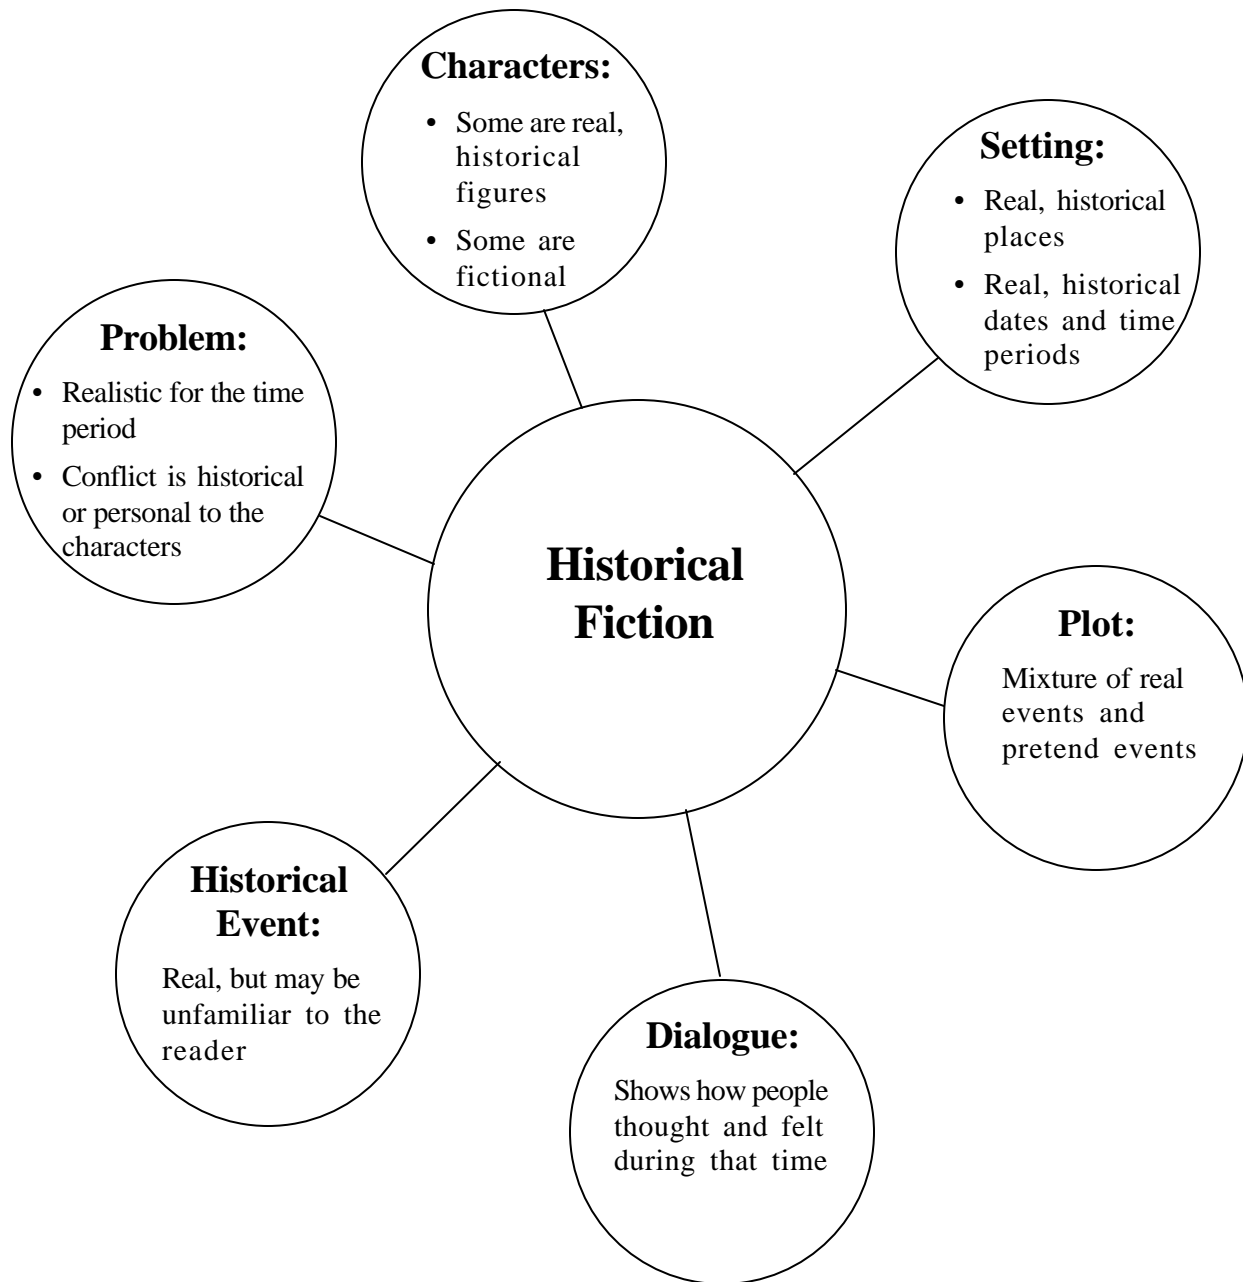 Characters:
• Some are real,
historical
figures
• Some are
fictional
Setting:
• Real, historical
places
• Real, historical
dates and time
periods
Problem:
• Realistic for the time
period
• Conflict is historical
or personal to the
characters
Historical
Fiction
Plot:
Mixture of real
events and
pretend events
Historical
Event:
Real, but may be
unfamiliar to the
reader
Dialogue:
Shows how people
thought and felt
during that time